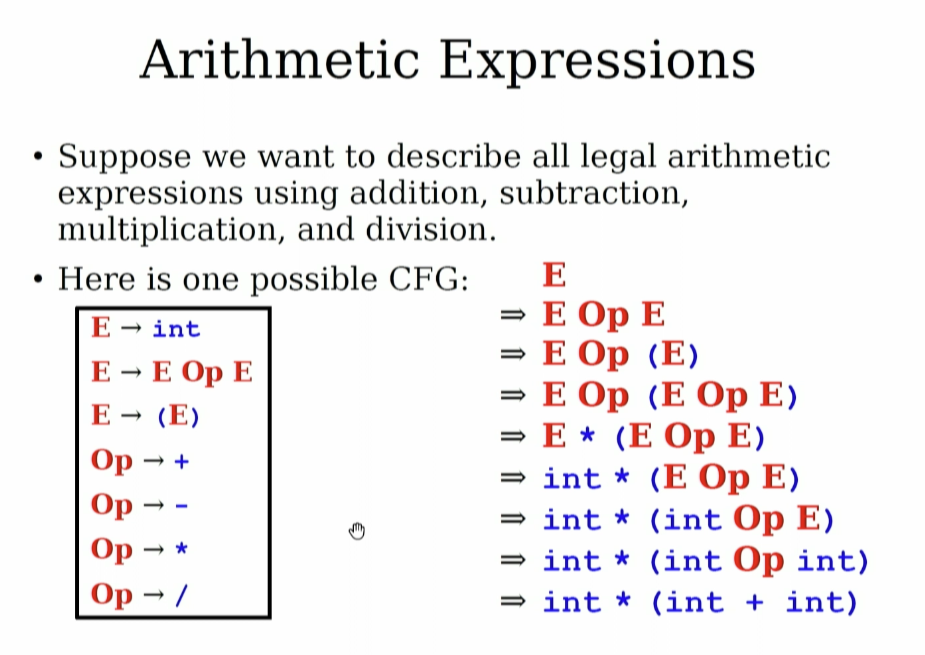 Arithmetic Expressions
• Suppose we want to describe all legal arithmetic
expressions using addition, subtraction,
multiplication, and division.
• Here is one possible CFG:
E → int
E → E Op E
E → (E)
Op → +
Op → -
Op → *
Op → /
E
⇒ E Op E
⇒ E Op (E)
⇒ E Op (E Op E)
⇒ E * (E Op E)
⇒ int * (E Op E)
⇒ int * (int Op E)
⇒ int * (int Op int)
⇒ int * (int + int)